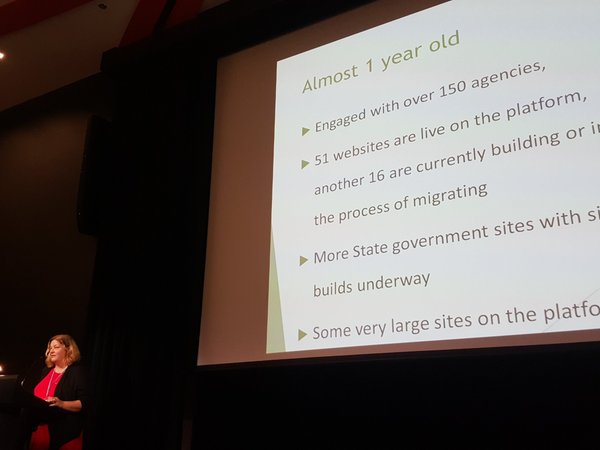 Almost 1 year old
Engaged with over 150 agencies,
51 websites are live on the platform,
another 16 are currently building or in
the process of migrating
More State government sites with si
builds underway
Some very large sites on the platfo